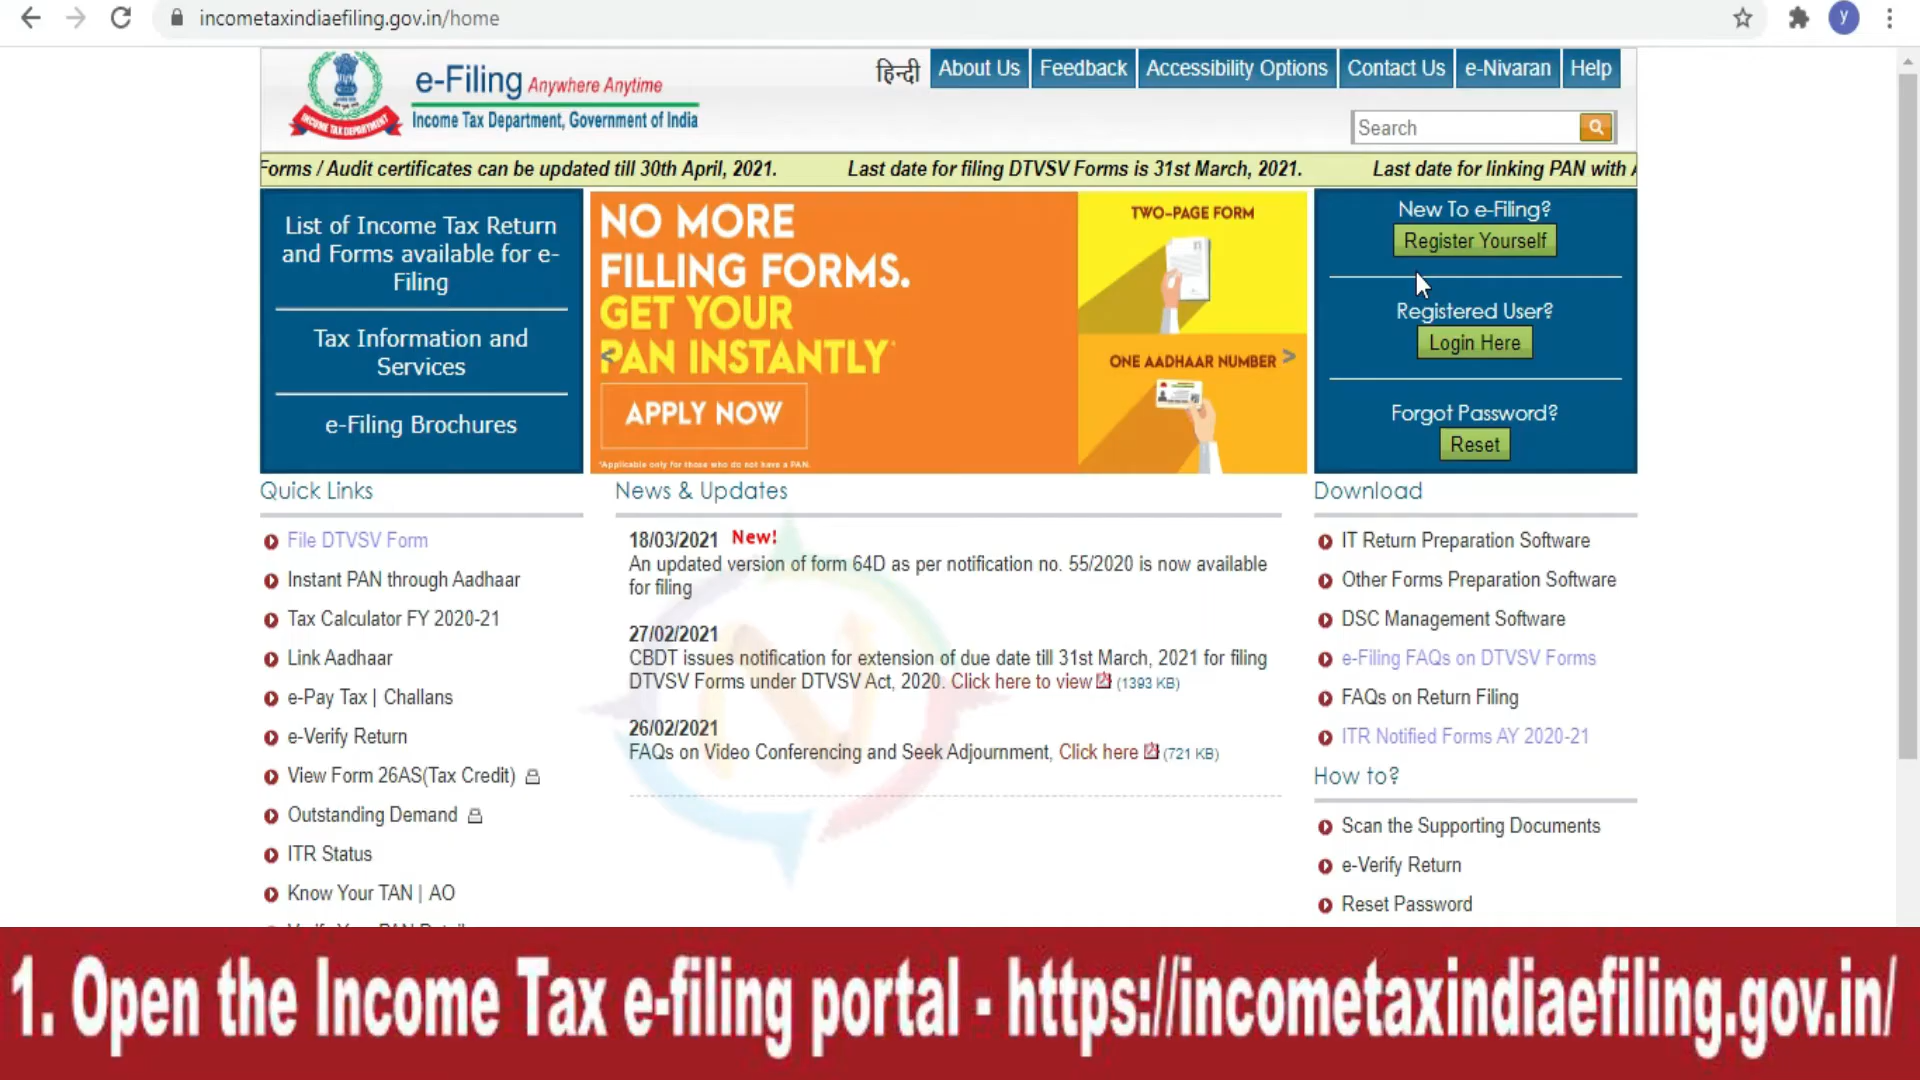 incometaxindiaefiling.gov.in/home
y
e-Filing Anywhere Anytime
Income Tax Department, Government of India
INCOME TAX DEPARTMENT
हिन्दी
About Us
Feedback
Accessibility Options
Contact Us
e-Nivaran
Help
Search
Forms / Audit certificates can be updated till 30th April, 2021. Last date for filing DTVSV Forms is 31st March, 2021. Last date for linking PAN with
List of Income Tax Return
and Forms available for e-
Filing
Tax Information and
Services
e-Filing Brochures
NO MORE
FILLING FORMS.
GET YOUR
PAN INSTANTLY*
APPLY NOW
*Applicable only for those who do not have a PAN.
TWO-PAGE FORM
ONE AADHAAR NUMBER
New To e-Filing?
Register Yourself
Registered User?
Login Here
Forgot Password?
Reset
Quick Links
File DTVSV Form
Instant PAN through Aadhaar
Tax Calculator FY 2020-21
Link Aadhaar
e-Pay Tax | Challans
e-Verify Return
View Form 26AS(Tax Credit)
Outstanding Demand
ITR Status
Know Your TAN | AO
News & Updates
18/03/2021 New!
An updated version of form 64D as per notification no. 55/2020 is now available
for filing
27/02/2021
CBDT issues notification for extension of due date till 31st March, 2021 for filing
DTVSV Forms under DTVSV Act, 2020. Click here to view (1393 KB)
26/02/2021
FAQs on Video Conferencing and Seek Adjournment, Click here (721 KB)
Download
IT Return Preparation Software
Other Forms Preparation Software
DSC Management Software
e-Filing FAQs on DTVSV Forms
FAQs on Return Filing
ITR Notified Forms AY 2020-21
How to?
Scan the Supporting Documents
e-Verify Return
Reset Password
1. Open the Income Tax e-filing portal - https://incometaxindiaefiling.gov.in/